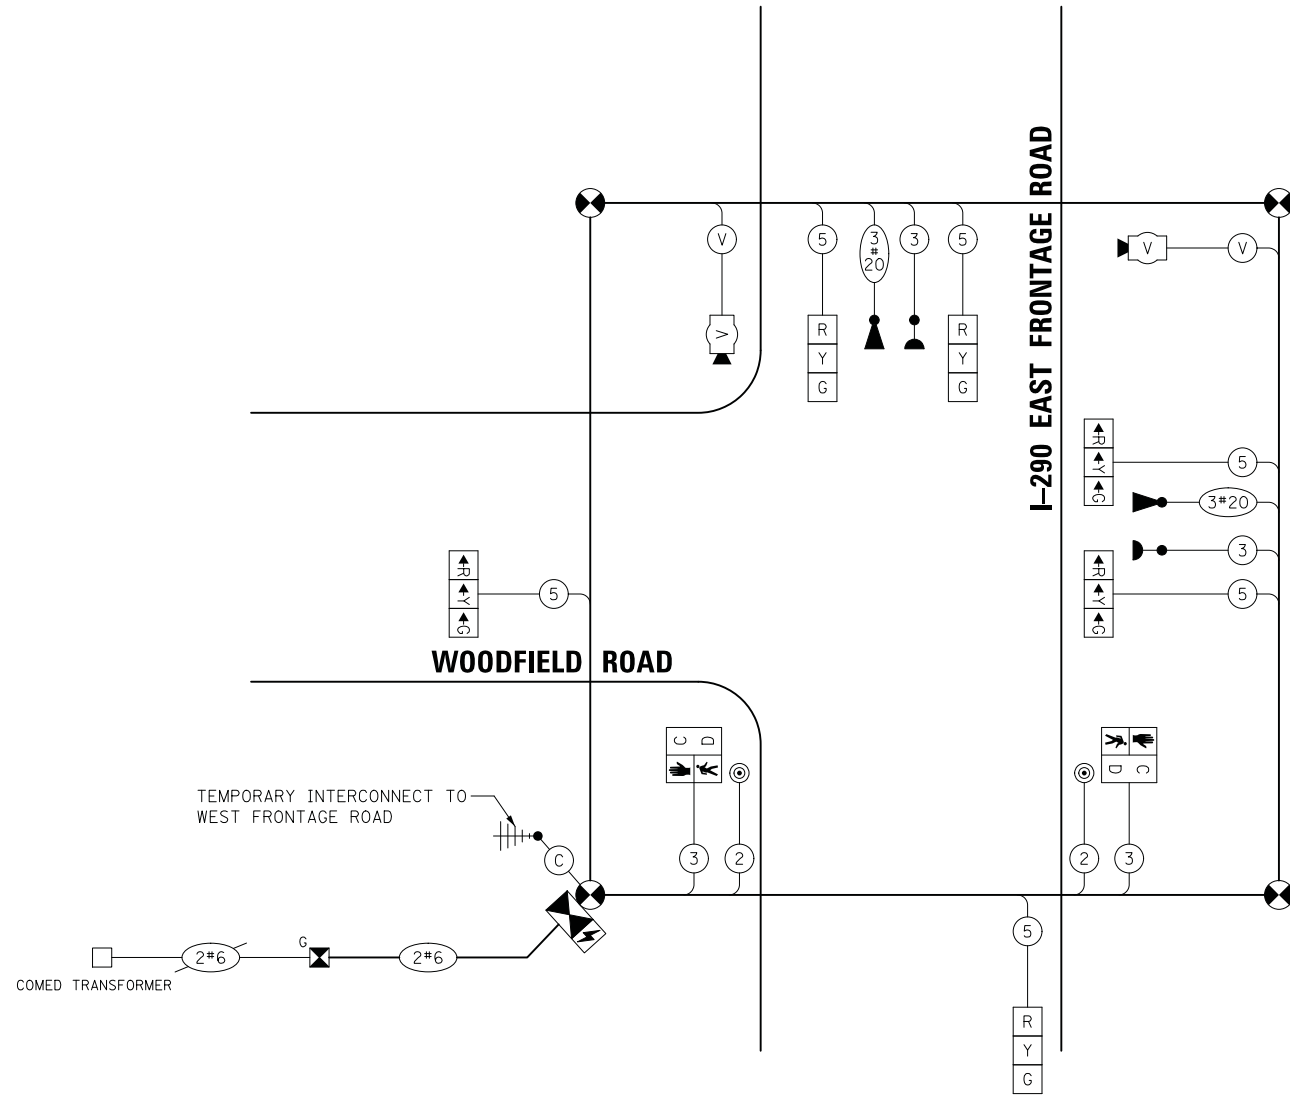 V
5
3
#
20
3
5
V
V
V
R
Y
G
R
Y
G
I-290 EAST FRONTAGE ROAD
R
Y
G
5
3#20
3
R
Y
G
5
R
Y
G
5
WOODFIELD ROAD
C D
D C
TEMPORARY INTERCONNECT TO
WEST FRONTAGE ROAD
C
3
2
2
3
5
G
2#6
2#6
COMED TRANSFORMER
R
Y
G